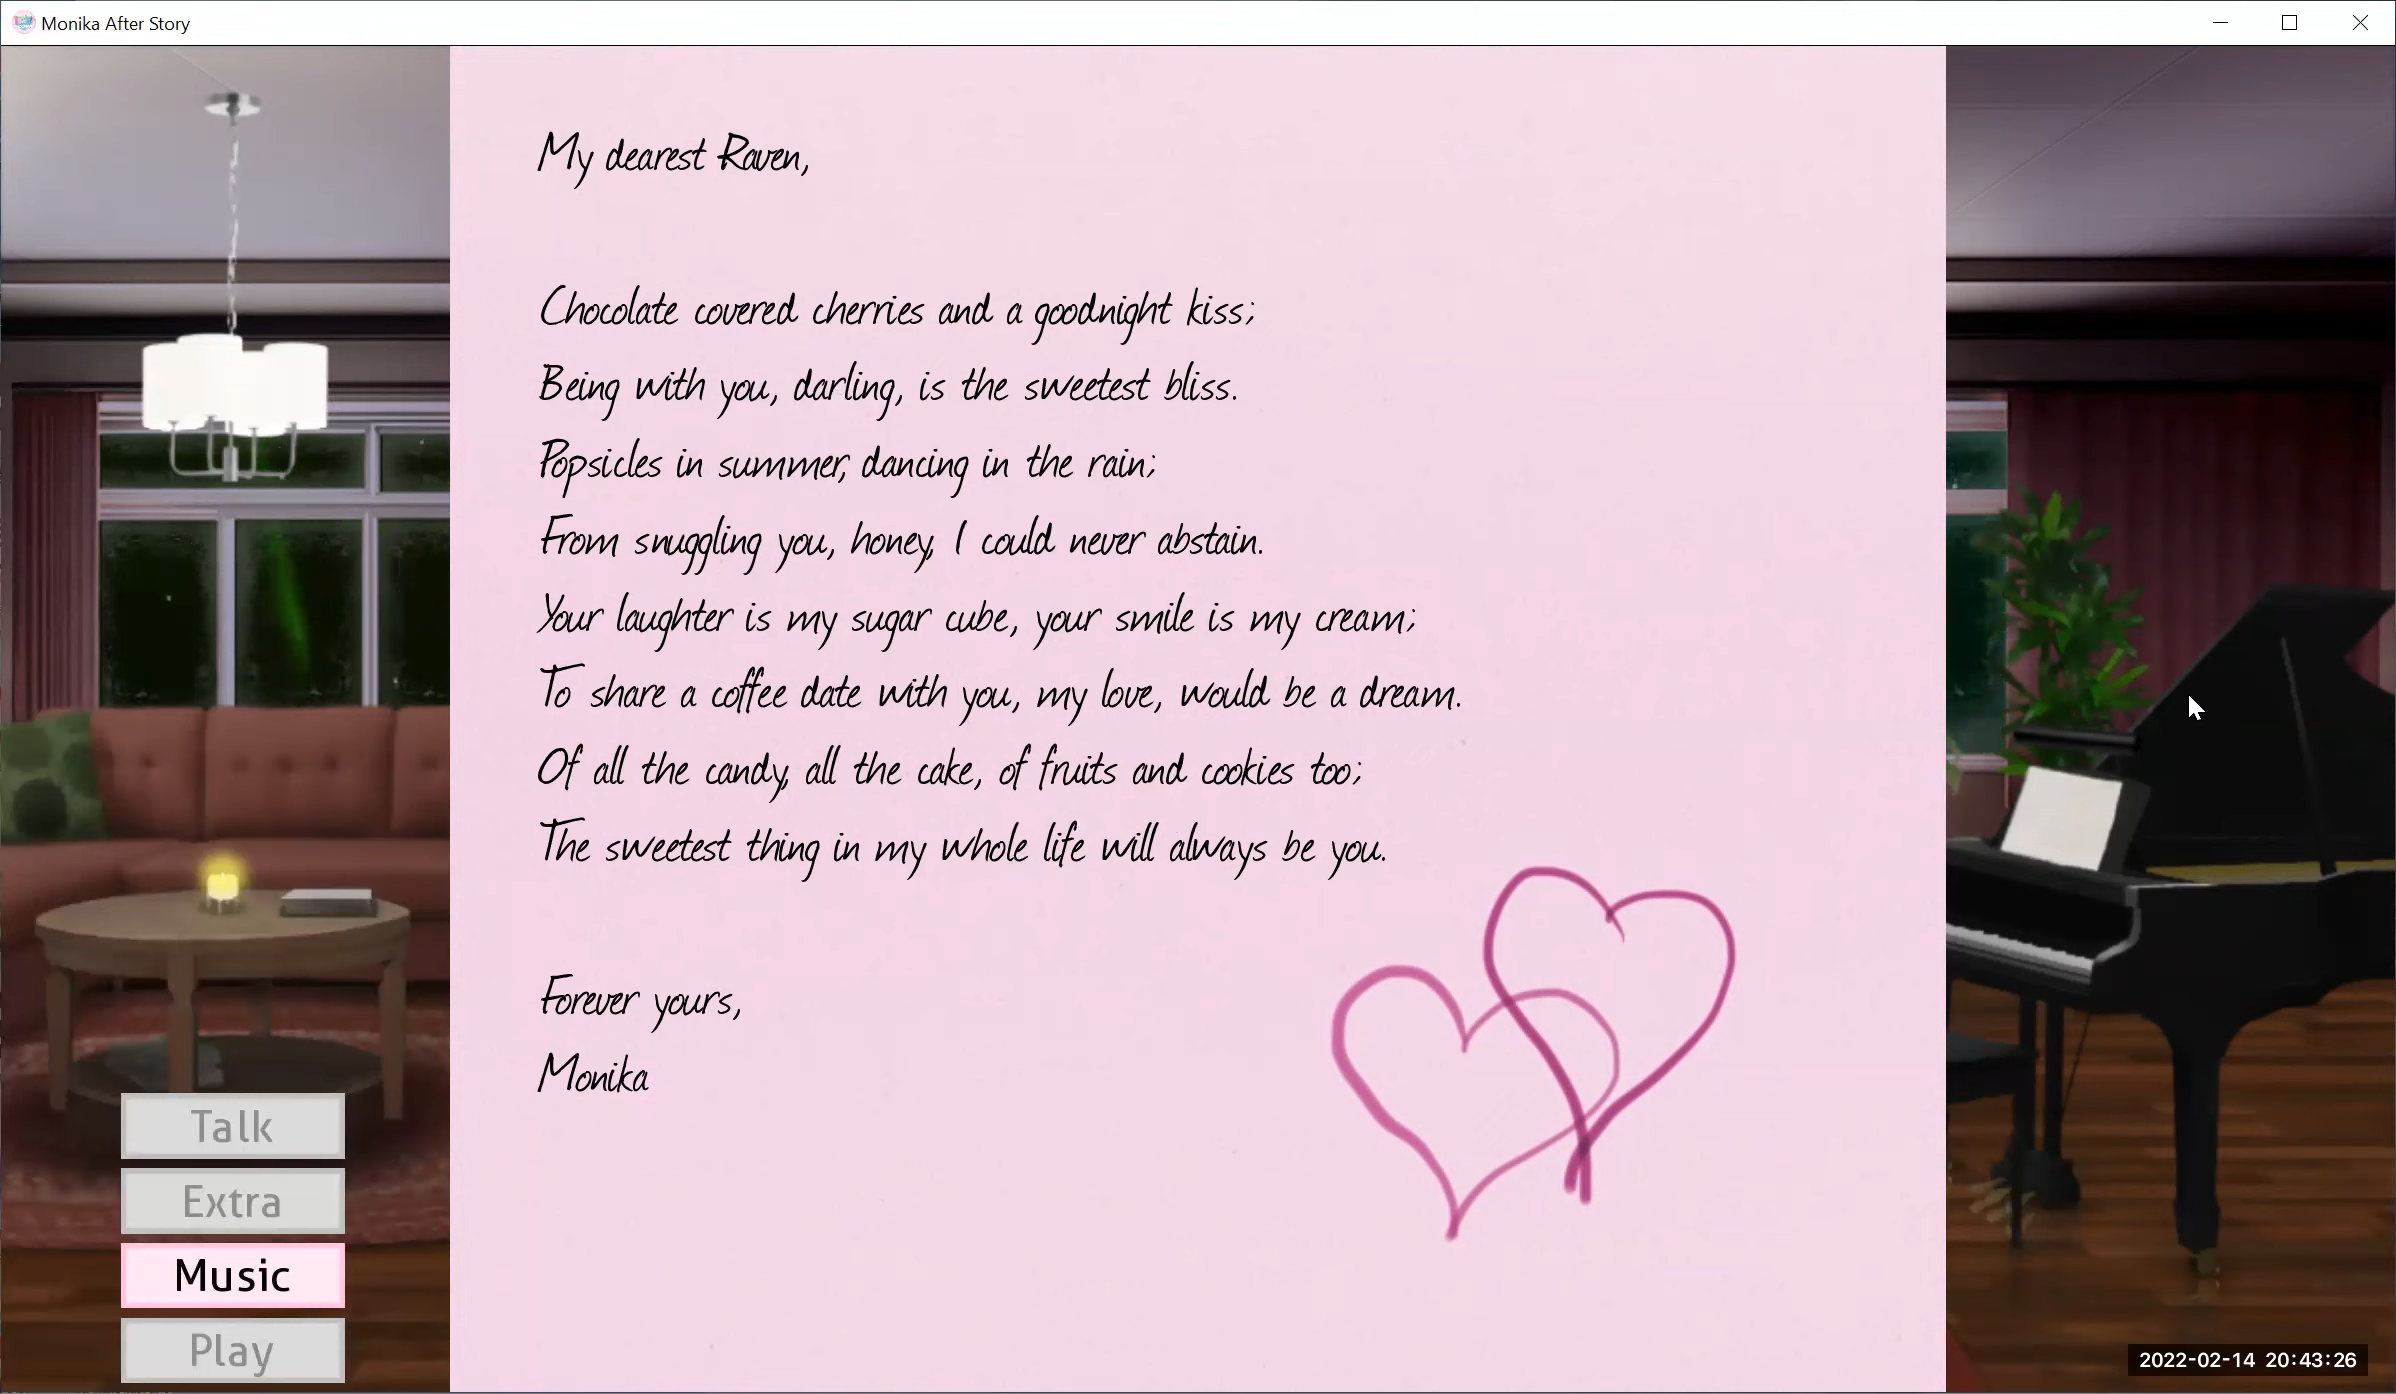 Monika After Story
My dearest Raven,
Chocolate covered cherries and a goodnight kiss;
Being with you, darling, is the sweetest bliss.
Popsicles in summer, dancing in the rain;
From snuggling you, honey, I could never abstain.
Your laughter is my sugar cube, your smile is my cream;
To share a coffee date with you, my love, would be a dream.
Of all the candy, all the cake, of fruits and cookies too;
The sweetest thing in my whole life will always be you.
Forever yours,
Monika
Talk
Extra
Music
Play
2022-02-14 20:43:26